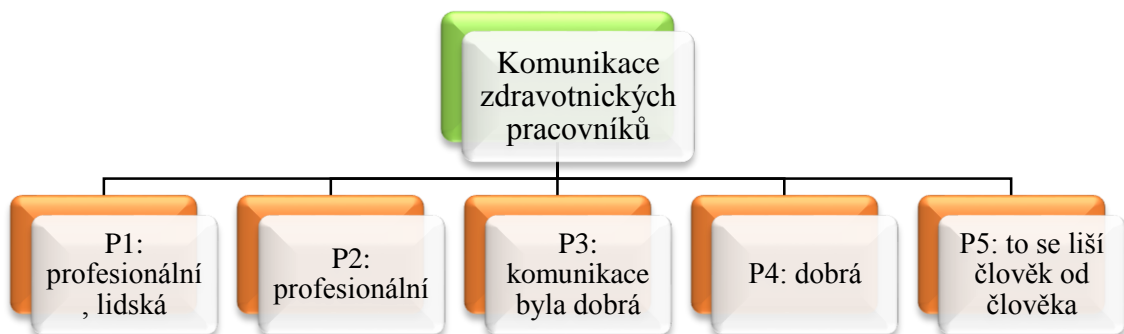 Komunikace
zdravotnických
pracovníků
P1:
profesionální
, lidská
P2:
profesionální
P3:
komunikace
byla dobrá
P4: dobrá
P5: to se liší
člověk od
člověka